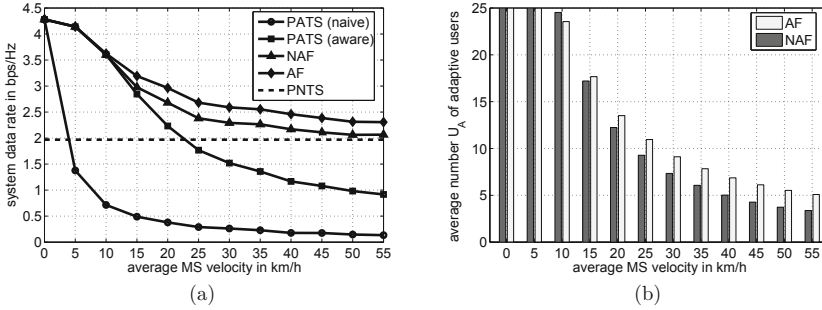 system data rate in bps/Hz
4.5
4
3.5
3
2.5
2
1.5
1
0.5
0
0 5 10 15 20 25 30 35 40 45 50 55
average MS velocity in km/h
PATS (naive)
PATS (aware)
NAF
AF
PNTS
(a)
average number U_A of adaptive users
25
20
15
10
5
0
0 5 10 15 20 25 30 35 40 45 50 55
average MS velocity in km/h
AF
NAF
(b)